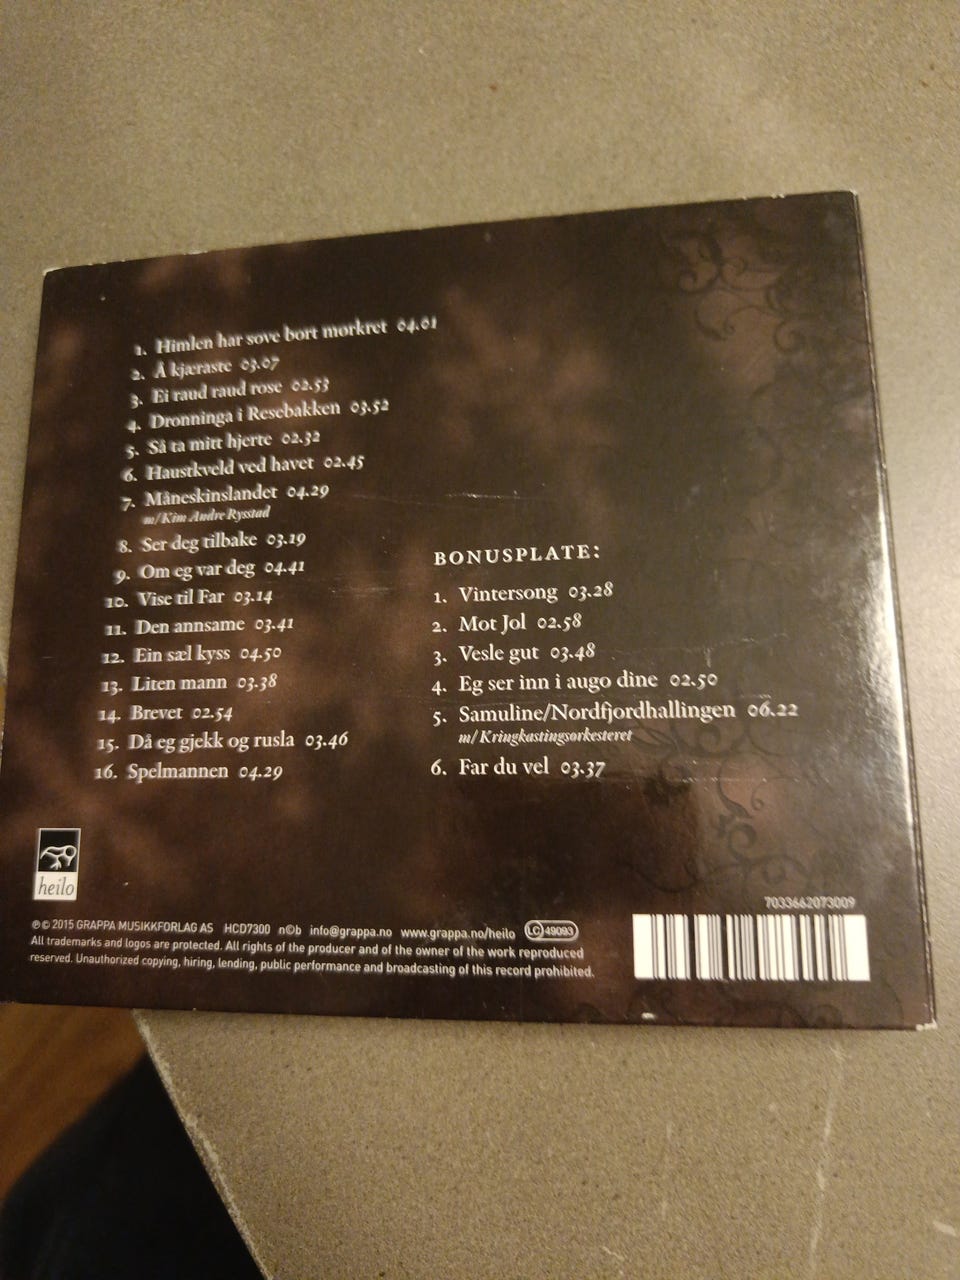 1. Himlen har sove bort mørkret 04.01
2. Å kjæraste 03.07
3. Ei raud raud rose 02.53
4. Dronninga i Resebakken 03.52
5. Så ta mitt hjerte 02.32
6. Haustkveld ved havet 02.45
7. Måneskinslandet 04.29
m/Kim Andre Rysstad
8. Ser deg tilbake 03.19
9. Om eg var deg 04.41
10. Vise til Far 03.14
11. Den annsame 03.41
12. Ein sæl kyss 04.50
13. Liten mann 03.38
14. Brevet 02.54
15. Då eg gjekk og rusla 03.46
16. Spelmannen 04.29
BONUSPLATE:
1. Vintersong 03.28
2. Mot Jol 02.58
3. Vesle gut 03.48
4. Eg ser inn i augo dine 02.50
5. Samuline/Nordfjordhallingen 06.22
m/Kringkastingsorkesteret
6. Far du vel 03.37
heilo
℗© 2015 GRAPPA MUSIKKFORLAG AS HCD7300 n©b info@grappa.no www.grappa.no/heilo LC 49093
All trademarks and logos are protected. All rights of the producer and of the owner of the work reproduced
reserved. Unauthorized copying, hiring, lending, public performance and broadcasting of this record prohibited.
7033662073009